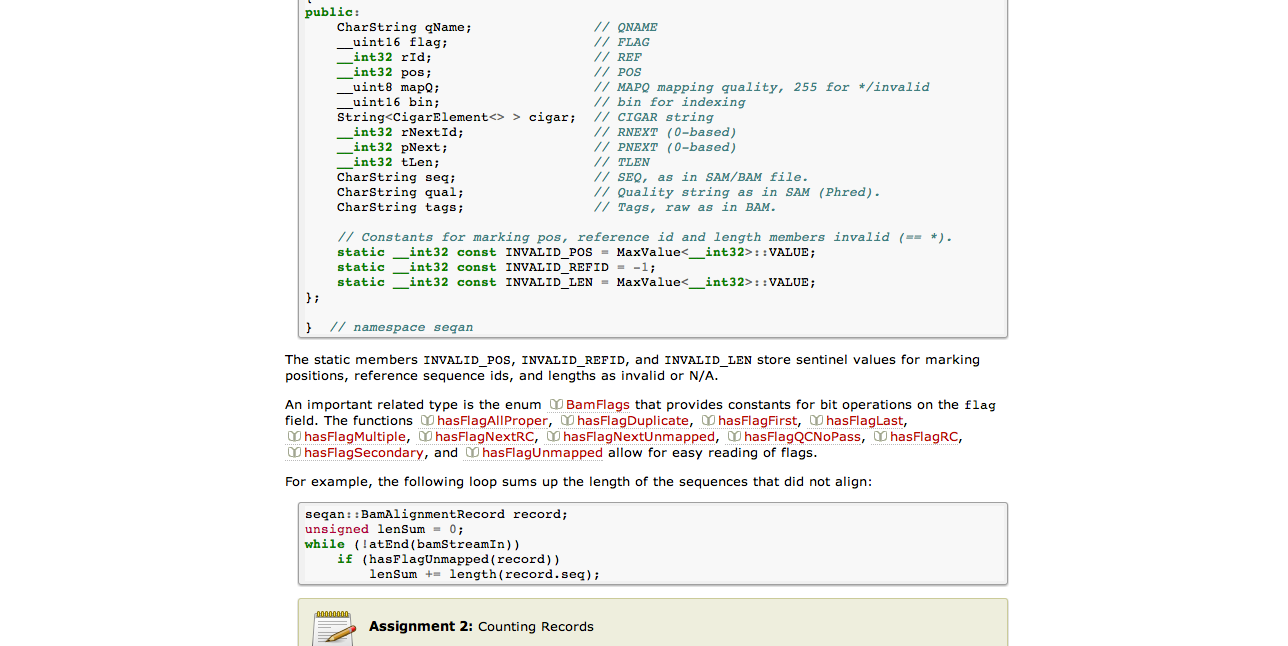 public:
    CharString qName;               // QNAME
    __uint16 flag;                  // FLAG
    __int32 rId;                    // REF
    __int32 pos;                    // POS
    __uint8 mapQ;                   // MAPQ mapping quality, 255 for */invalid
    __uint16 bin;                   // bin for indexing
    String<CigarElement<> > cigar;  // CIGAR string
    __int32 rNextId;                // RNEXT (0-based)
    __int32 pNext;                  // PNEXT (0-based)
    __int32 tLen;                   // TLEN
    CharString seq;                 // SEQ, as in SAM/BAM file.
    CharString qual;                // Quality string as in SAM (Phred).
    CharString tags;                // Tags, raw as in BAM.
    // Constants for marking pos, reference id and length members invalid (== *).
    static __int32 const INVALID_POS = MaxValue<__int32>::VALUE;
    static __int32 const INVALID_REFID = -1;
    static __int32 const INVALID_LEN = MaxValue<__int32>::VALUE;
};
}  // namespace seqan
The static members INVALID_POS, INVALID_REFID, and INVALID_LEN store sentinel values for marking
positions, reference sequence ids, and lengths as invalid or N/A.
An important related type is the enum BamFlags that provides constants for bit operations on the flag
field. The functions hasFlagAllProper, hasFlagDuplicate, hasFlagFirst, hasFlagLast,
hasFlagMultiple, hasFlagNextRC, hasFlagNextUnmapped, hasFlagQCNoPass, hasFlagRC,
hasFlagSecondary, and hasFlagUnmapped allow for easy reading of flags.
For example, the following loop sums up the length of the sequences that did not align:
seqan::BamAlignmentRecord record;
unsigned lenSum = 0;
while (!atEnd(bamStreamIn))
    if (hasFlagUnmapped(record))
        lenSum += length(record.seq);
Assignment 2: Counting Records